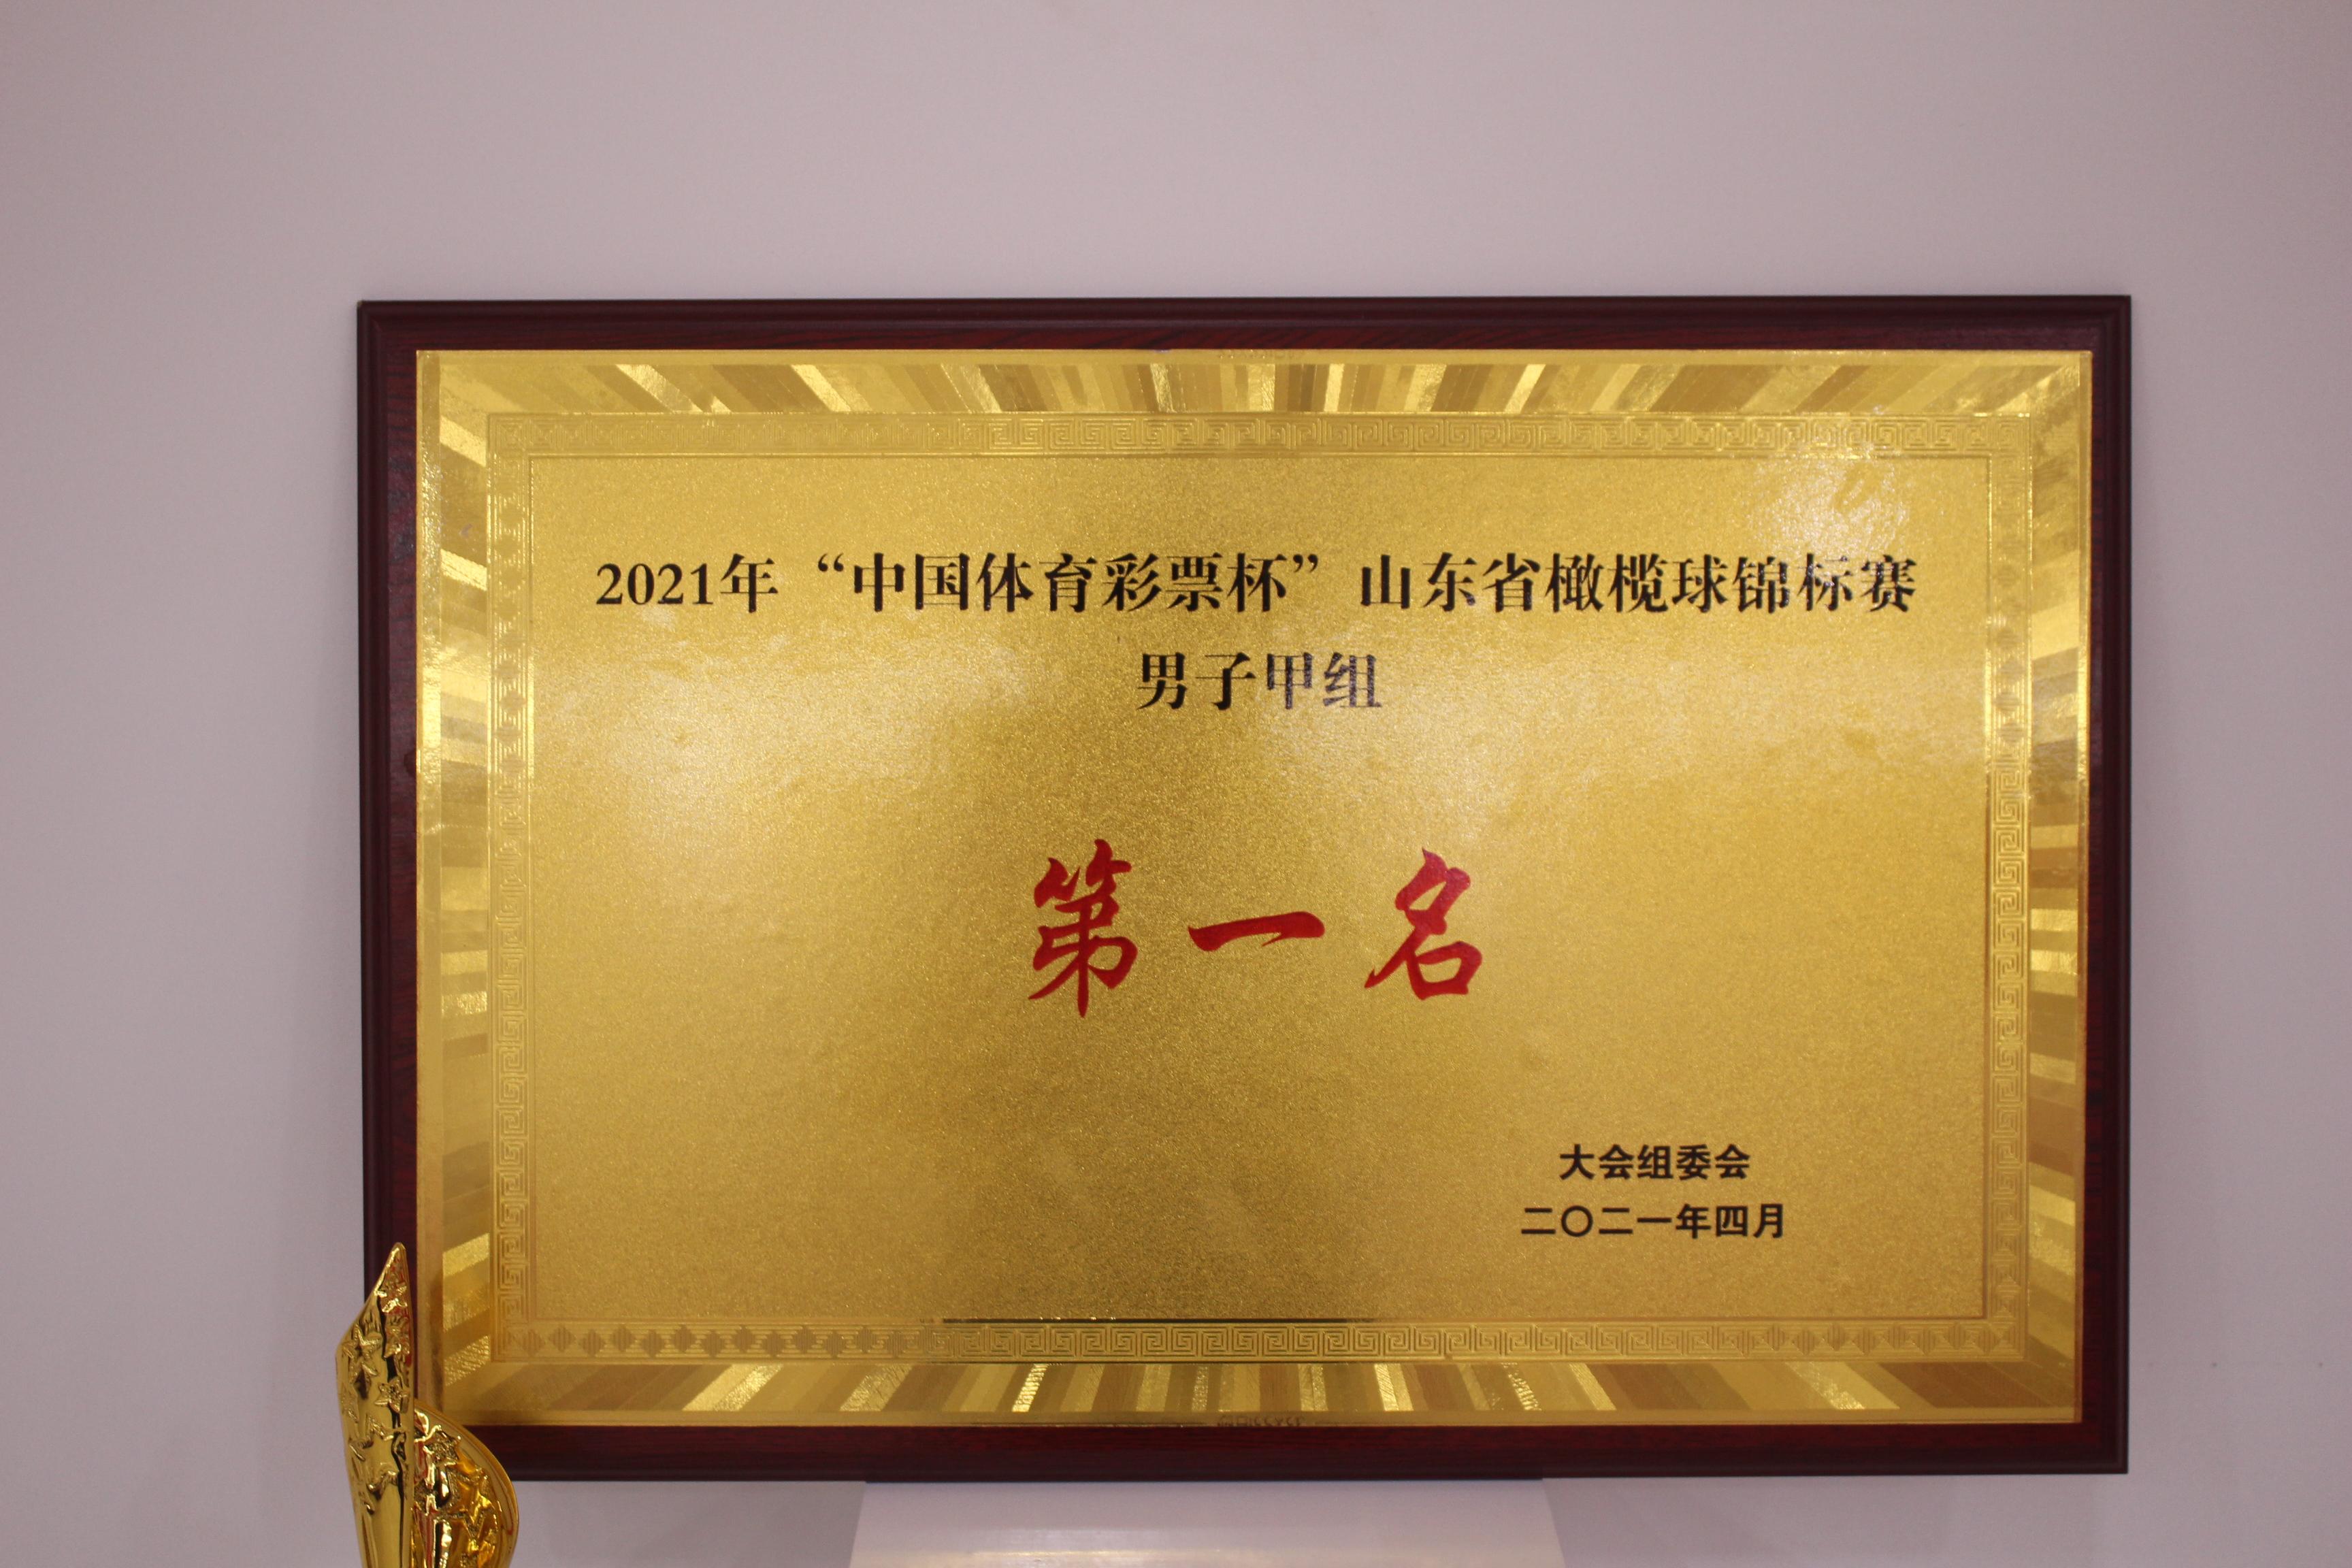 2021年“中国体育彩票杯”山东省橄榄球锦标赛
男子甲组
第一名
大会组委会
二〇二一年四月